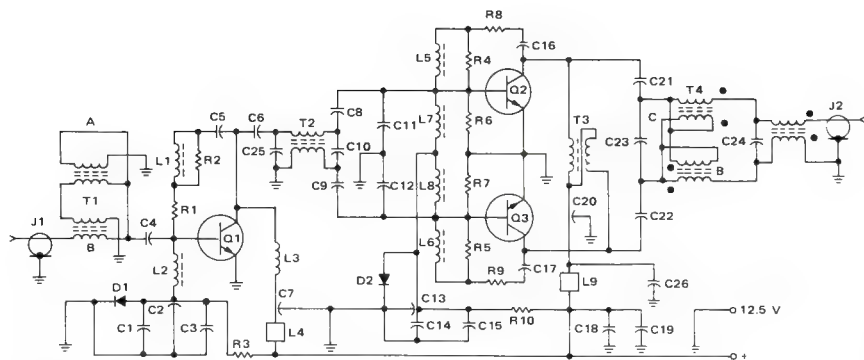 R8
L5
R4
C16
Q2
C21
T4
J2
C5
C6
T2
C8
C11
L7
R6
T3
C
A
L1
R2
C25
C10
C23
C24
C9
C12
L8
R7
B
T1
R1
C4
C20
J1
B
Q1
L6
R5
Q3
C22
L2
L3
D2
R9
C17
L9
C26
D1
C2
C7
C13
12.5 V
C1
C3
R3
L4
C14
C15
R10
C18
C19
+